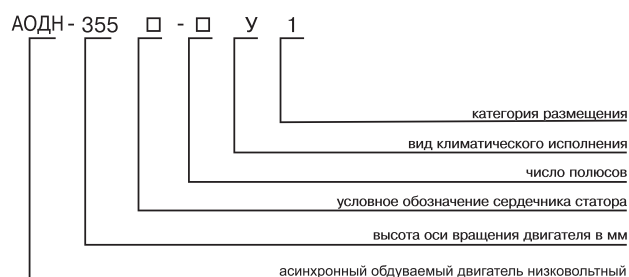 АОДН - 355 □ - □ У 1
категория размещения
вид климатического исполнения
число полюсов
условное обозначение сердечника статора
высота оси вращения двигателя в мм
асинхронный обдуваемый двигатель низковольтный